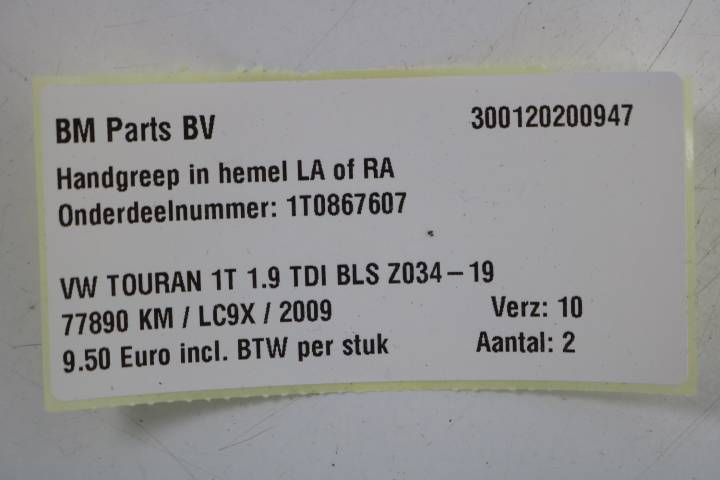 BM Parts BV 300120200947
Handgreep in hemel LA of RA
Onderdeelnummer: 1T0867607
VW TOURAN 1T 1.9 TDI BLS Z034-19
77890 KM / LC9X / 2009 Verz: 10
9.50 Euro incl. BTW per stuk Aantal: 2